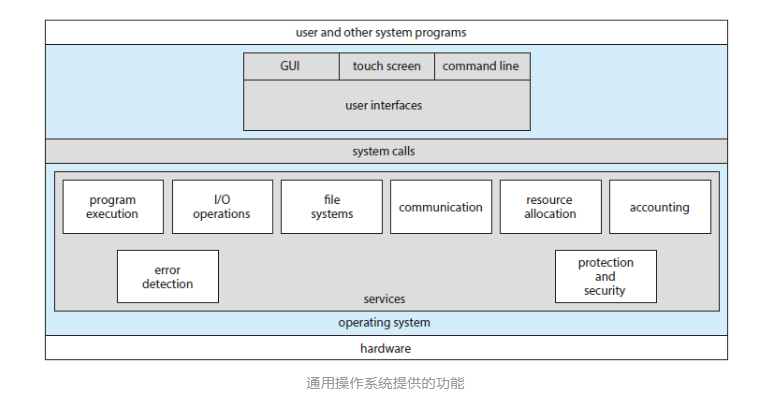 user and other system programs
GUI
touch screen
command line
user interfaces
system calls
program
execution
I/O
operations
file
systems
communication
resource
allocation
accounting
error
detection
protection
and
security
services
operating system
hardware
通用操作系统提供的功能